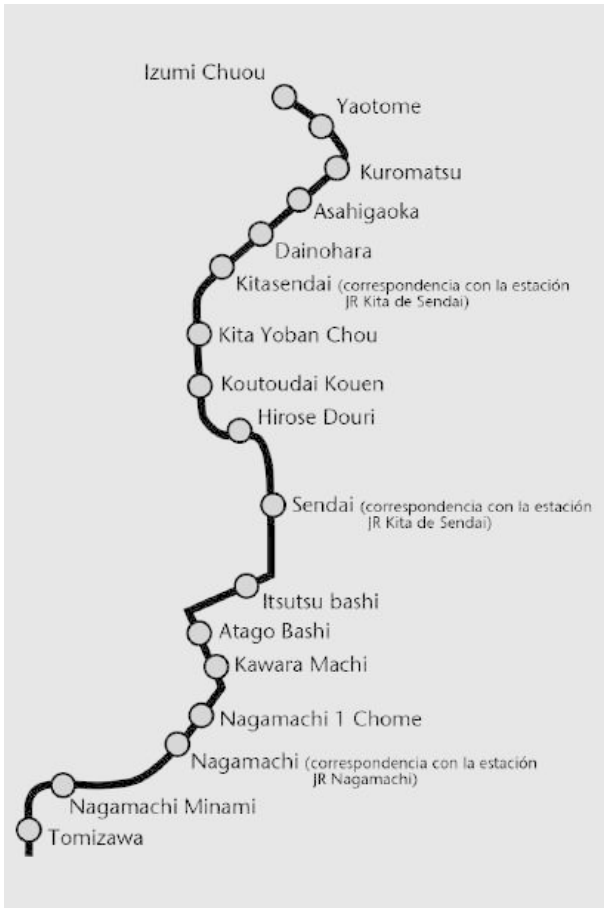 Izumi Chuou
Yaotome
Kuromatsu
Asahigaoka
Dainohara
Kitasendai (correspondencia con la estación
JR Kita de Sendai)
Kita Yoban Chou
Koutoudai Kouen
Hirose Douri
Sendai (correspondencia con la estación
JR Kita de Sendai)
Itsutsu bashi
Atago Bashi
Kawara Machi
Nagamachi 1 Chome
Nagamachi (correspondencia con la estación
JR Nagamachi)
Nagamachi Minami
Tomizawa